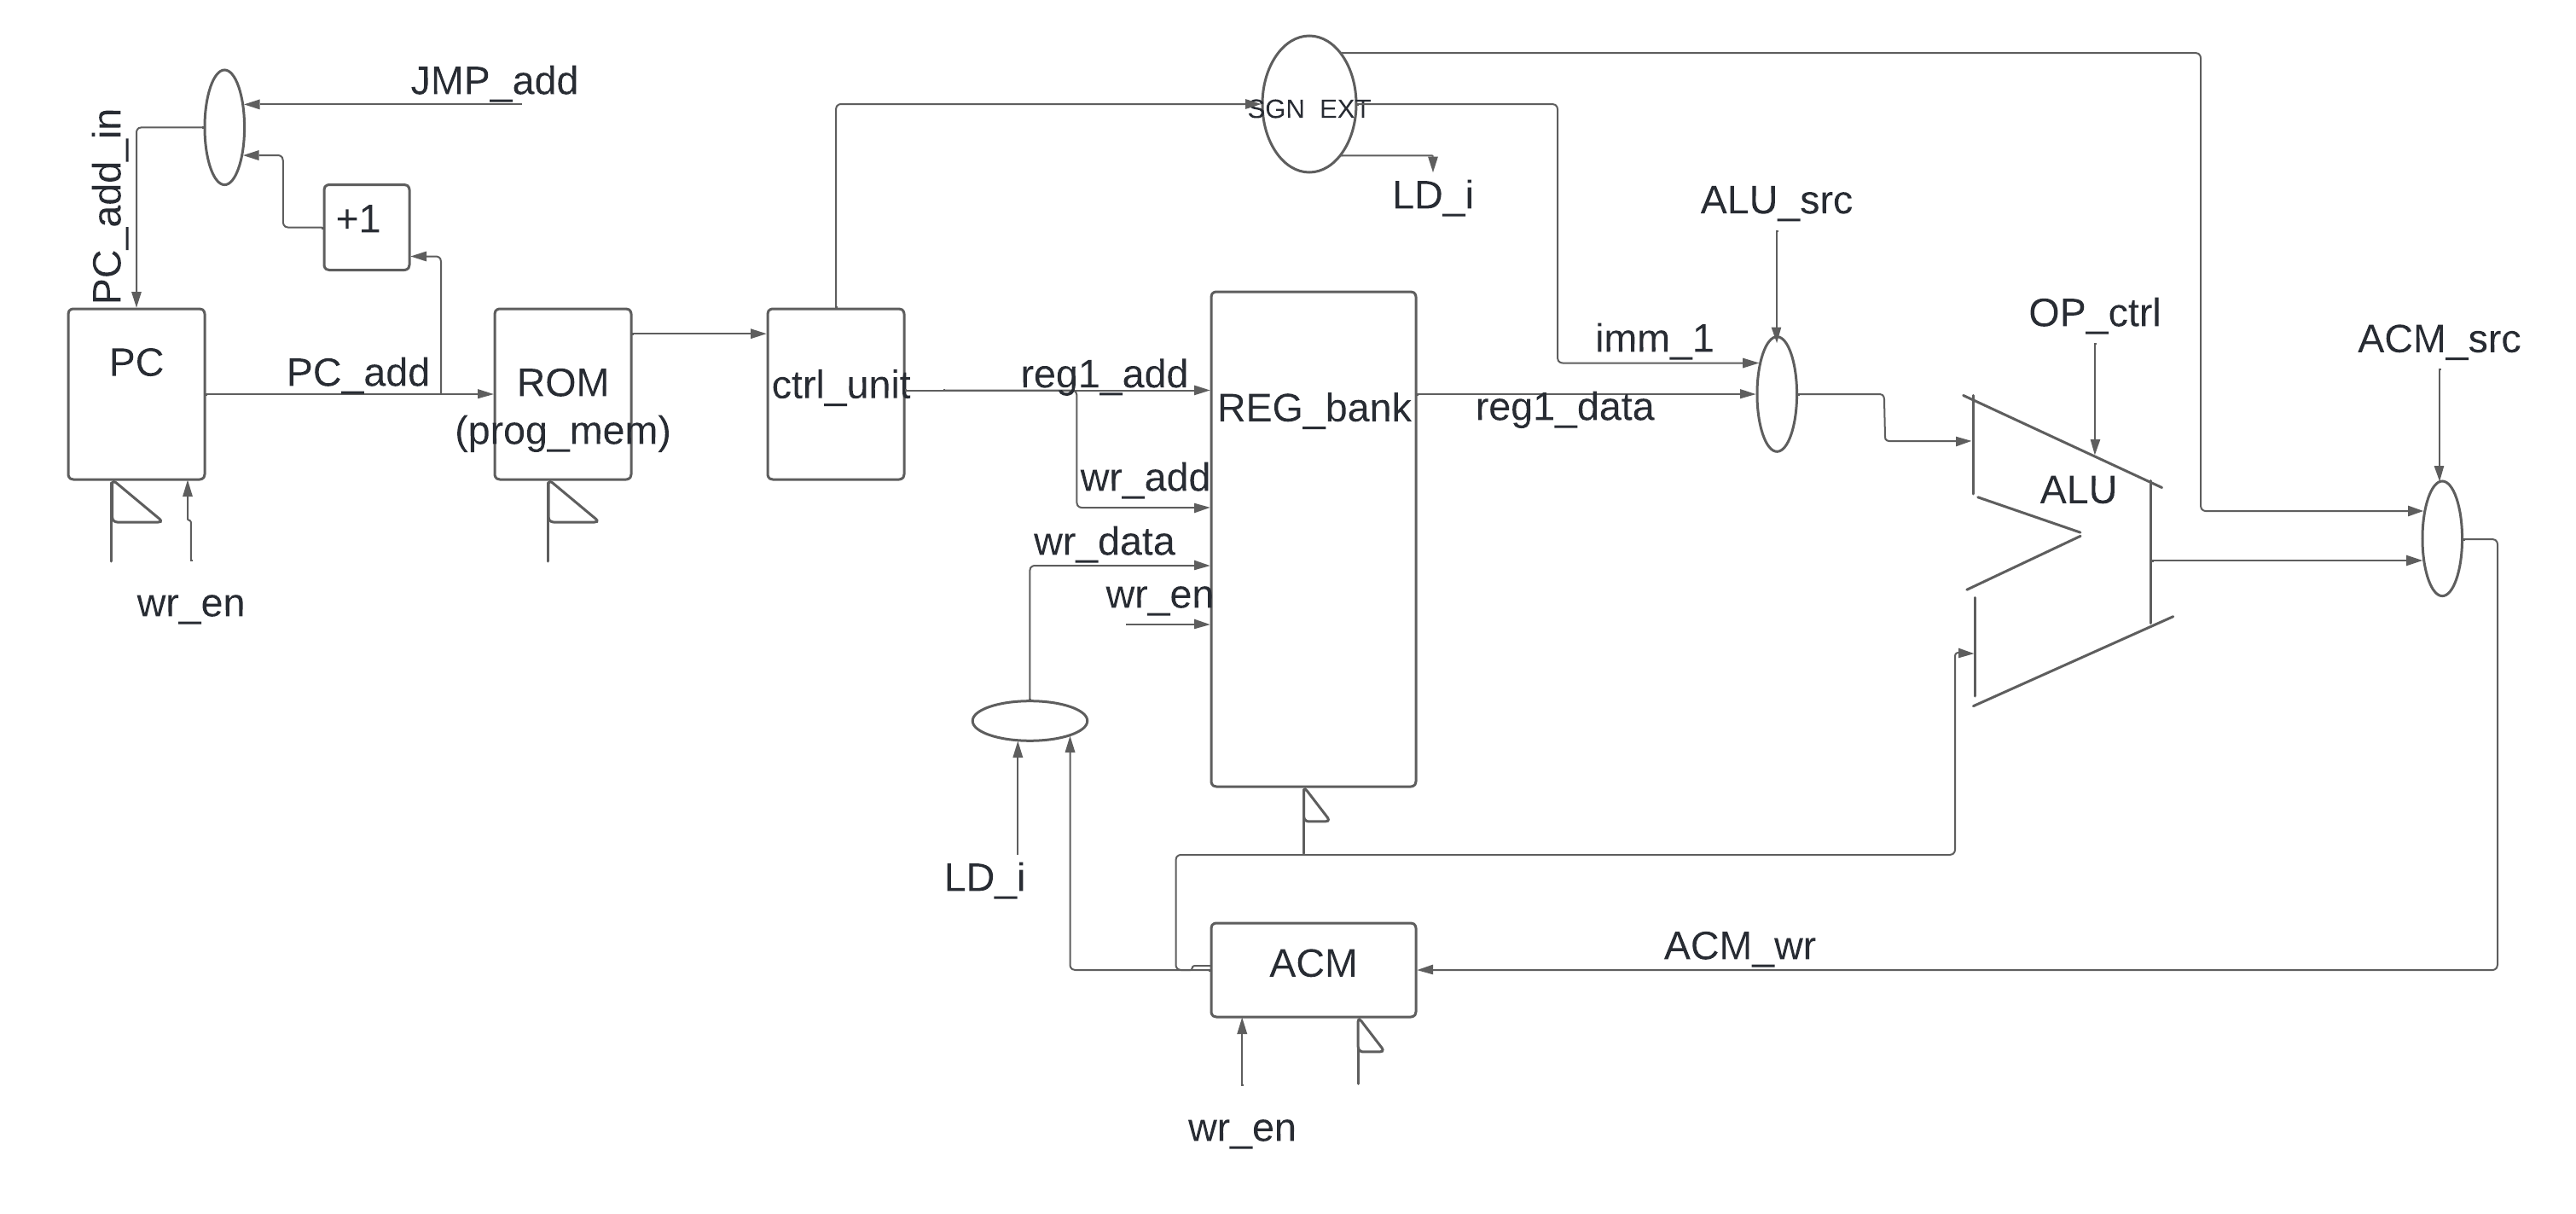 JMP_add
PC_add_in
+1
SGN EXT
LD_i
ALU_src
PC
PC_add
ROM
(prog_mem)
ctrl_unit
reg1_add
wr_add
wr_data
wr_en
REG_bank
imm_1
reg1_data
OP_ctrl
ALU
ACM_src
wr_en
LD_i
ACM
ACM_wr
wr_en